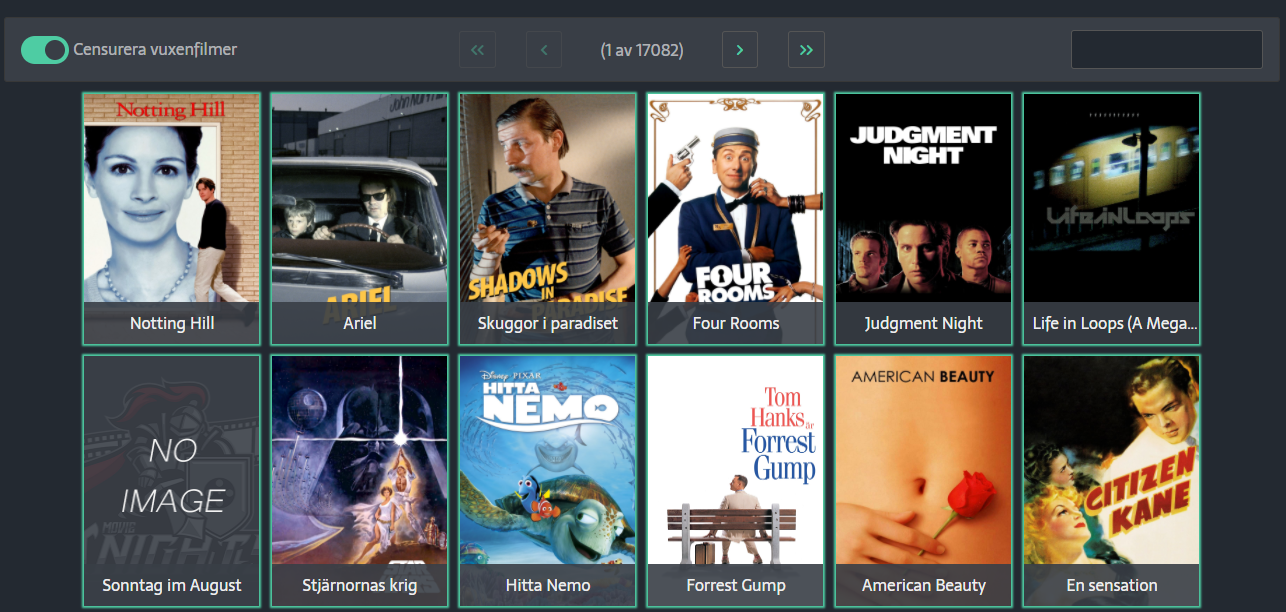 Censurera vuxenfilmer
(1 av 17082)
Notting Hill
Notting Hill
ARIEL
Ariel
SHADOWS
IN
PARADISE
Skuggor i paradiset
FOUR
ROOMS
Four Rooms
JUDGMENT
NIGHT
Judgment Night
LifeinLoops
Life in Loops (A Mega...
NO
IMAGE
MOVIE
NIGHT
Sonntag im August
STAR
Stjärnornas krig
Disney PIXAR
HITTA
NEMO
Hitta Nemo
Tom
Hanks är
Forrest
Gump
Forrest Gump
AMERICAN BEAUTY
American Beauty
CITIZEN
KANE
En sensation